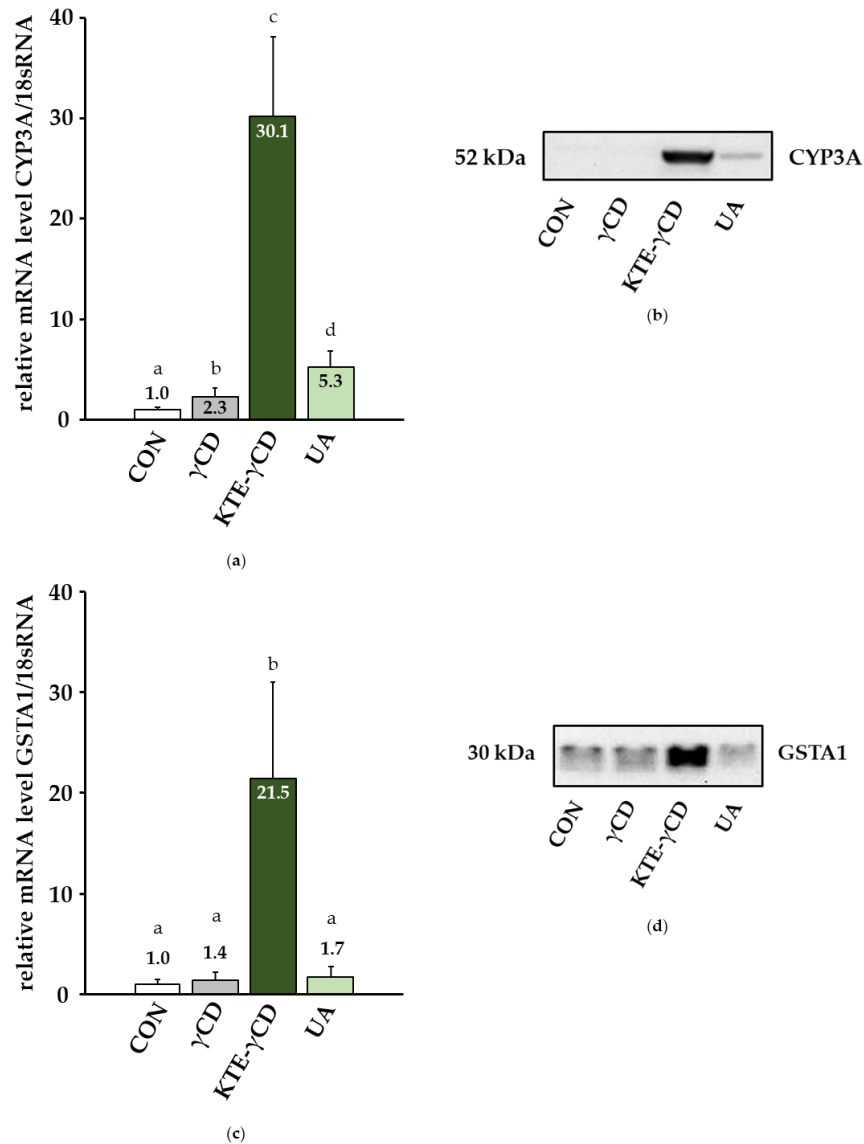 relative mRNA level CYP3A/18sRNA
40
30
20
10
0
a
b
c
d
1.0
2.3
30.1
5.3
CON
γCD
KTE-γCD
UA
(a)
52 kDa
CYP3A
CON
γCD
KTE-γCD
UA
(b)
relative mRNA level GSTA1/18sRNA
40
30
20
10
0
a
a
b
a
1.0
1.4
21.5
1.7
CON
γCD
KTE-γCD
UA
(c)
30 kDa
GSTA1
CON
γCD
KTE-γCD
UA
(d)